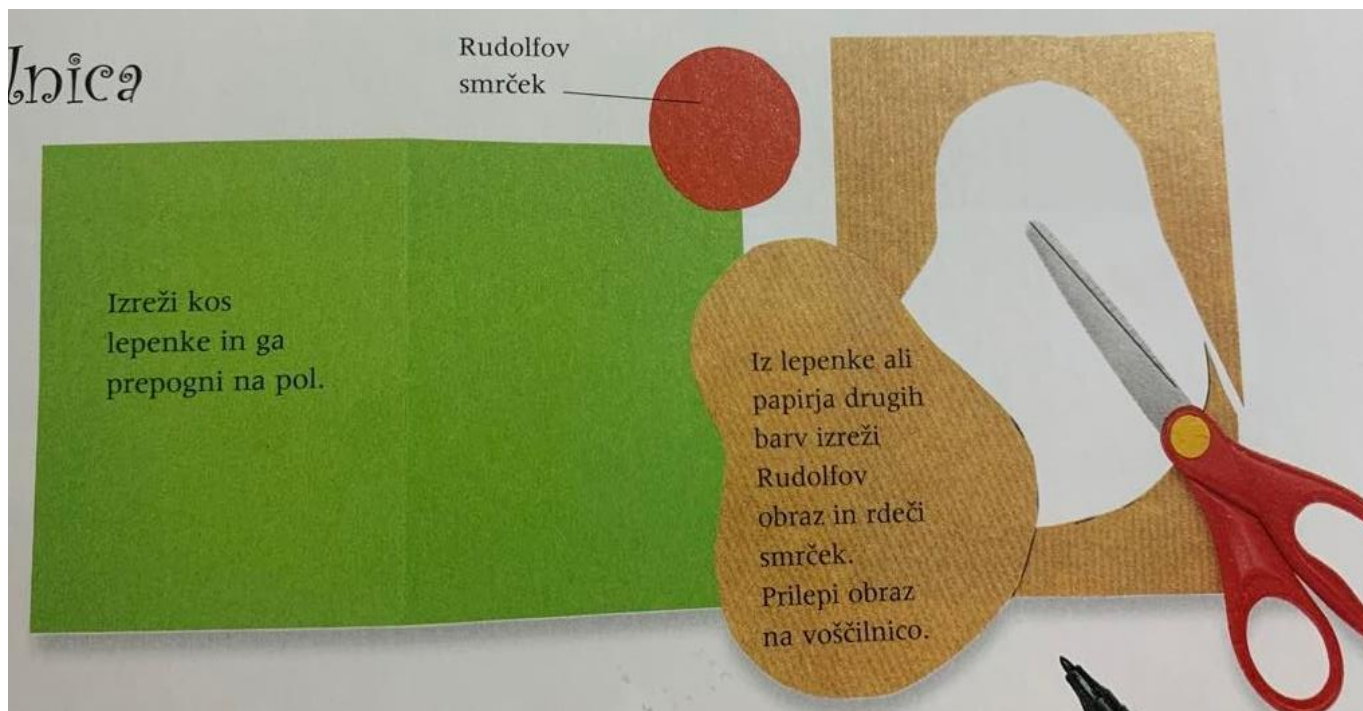 lnica
Rudolfov
smrček
Izreži kos
lepenke in ga
prepogni na pol.
Iz lepenke ali
papirja drugih
barv izreži
Rudolfov
obraz in rdeči
smrček.
Prilepi obraz
na voščilnico.